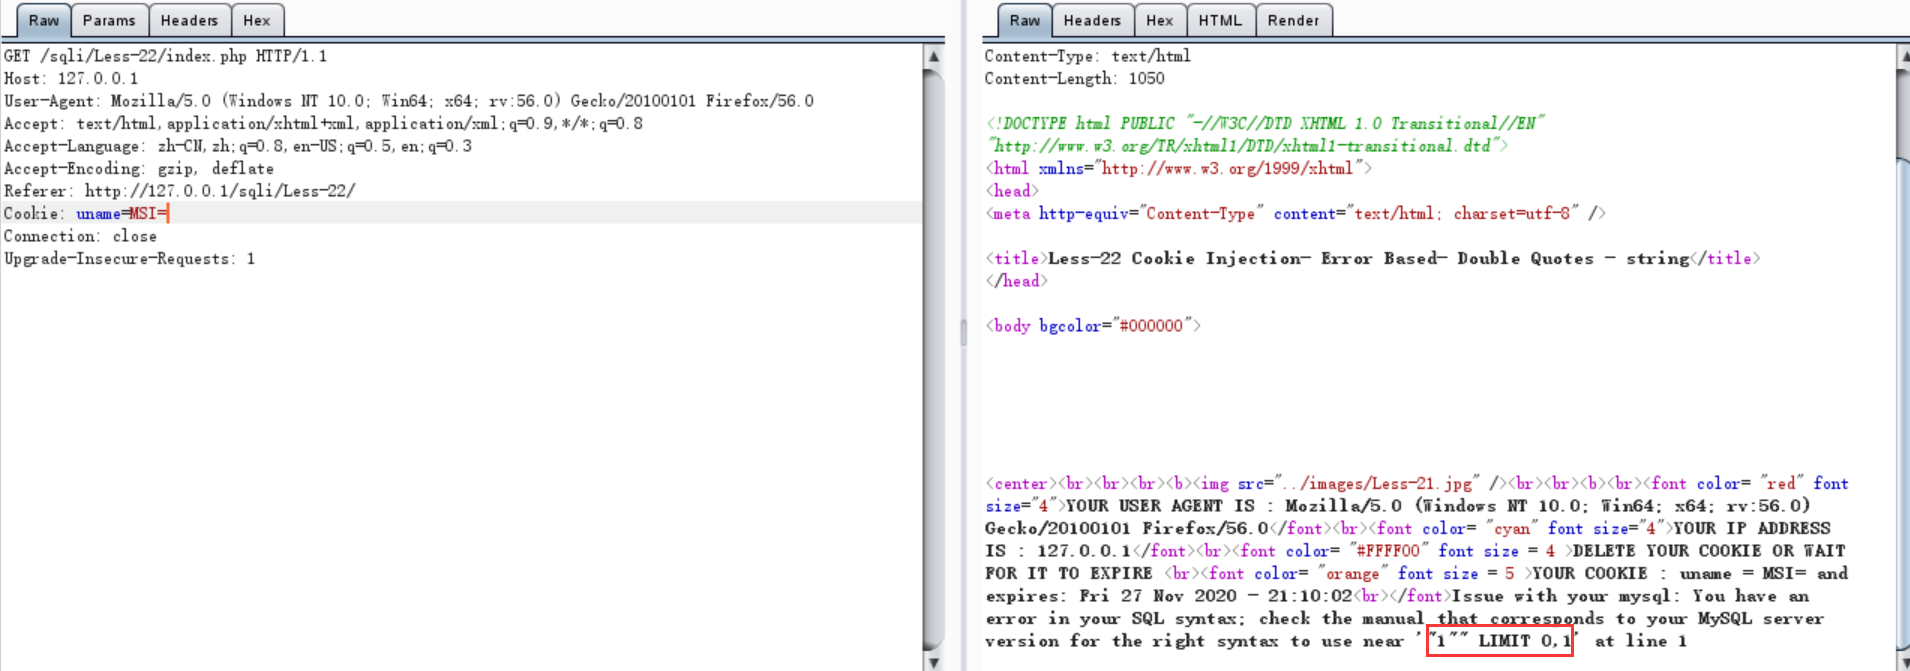 Raw Params Headers Hex
GET /sqli/Less-22/index.php HTTP/1.1
Host: 127.0.0.1
User-Agent: Mozilla/5.0 (Windows NT 10.0; Win64; x64; rv:56.0) Gecko/20100101 Firefox/56.0
Accept: text/html,application/xhtml+xml,application/xml;q=0.9,*/*;q=0.8
Accept-Language: zh-CN,zh;q=0.8,en-US;q=0.5,en;q=0.3
Accept-Encoding: gzip, deflate
Referer: http://127.0.0.1/sqli/Less-22/
Cookie: uname=MSI=
Connection: close
Upgrade-Insecure-Requests: 1
Raw Headers Hex HTML Render
Content-Type: text/html
Content-Length: 1050
<!DOCTYPE html PUBLIC "-//W3C//DTD XHTML 1.0 Transitional//EN"
"http://www.w3.org/TR/xhtml1/DTD/xhtml1-transitional.dtd">
<html xmlns="http://www.w3.org/1999/xhtml">
<head>
<meta http-equiv="Content-Type" content="text/html; charset=utf-8" />
<title>Less-22 Cookie Injection- Error Based- Double Quotes - string</title>
</head>
<body bgcolor="#000000">
<center><br><br><br><b><img src="../images/Less-21.jpg" /><br><br><b><br><font color= "red" font
size="4">YOUR USER AGENT IS : Mozilla/5.0 (Windows NT 10.0; Win64; x64; rv:56.0)
Gecko/20100101 Firefox/56.0</font><br><font color= "cyan" font size="4">YOUR IP ADDRESS
IS : 127.0.0.1</font><br><font color= "#FFFF00" font size = 4 >DELETE YOUR COOKIE OR WAIT
FOR IT TO EXPIRE <br><font color= "orange" font size = 5 >YOUR COOKIE : uname = MSI= and
expires: Fri 27 Nov 2020 - 21:10:02<br></font>Issue with your mysql: You have an
error in your SQL syntax; check the manual that corresponds to your MySQL server
version for the right syntax to use near '"1"" LIMIT 0,1' at line 1